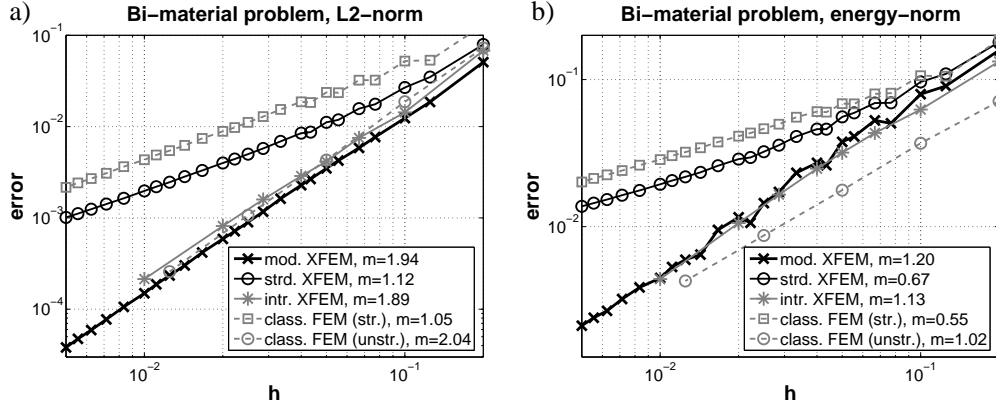 a)
Bi−material problem, L2−norm
10^−1
10^−2
10^−3
10^−4
error
10^−2
10^−1
h
mod. XFEM, m=1.94
strd. XFEM, m=1.12
intr. XFEM, m=1.89
class. FEM (str.), m=1.05
class. FEM (unstr.), m=2.04
b)
Bi−material problem, energy−norm
10^−1
10^−2
error
10^−2
10^−1
h
mod. XFEM, m=1.20
strd. XFEM, m=0.67
intr. XFEM, m=1.13
class. FEM (str.), m=0.55
class. FEM (unstr.), m=1.02